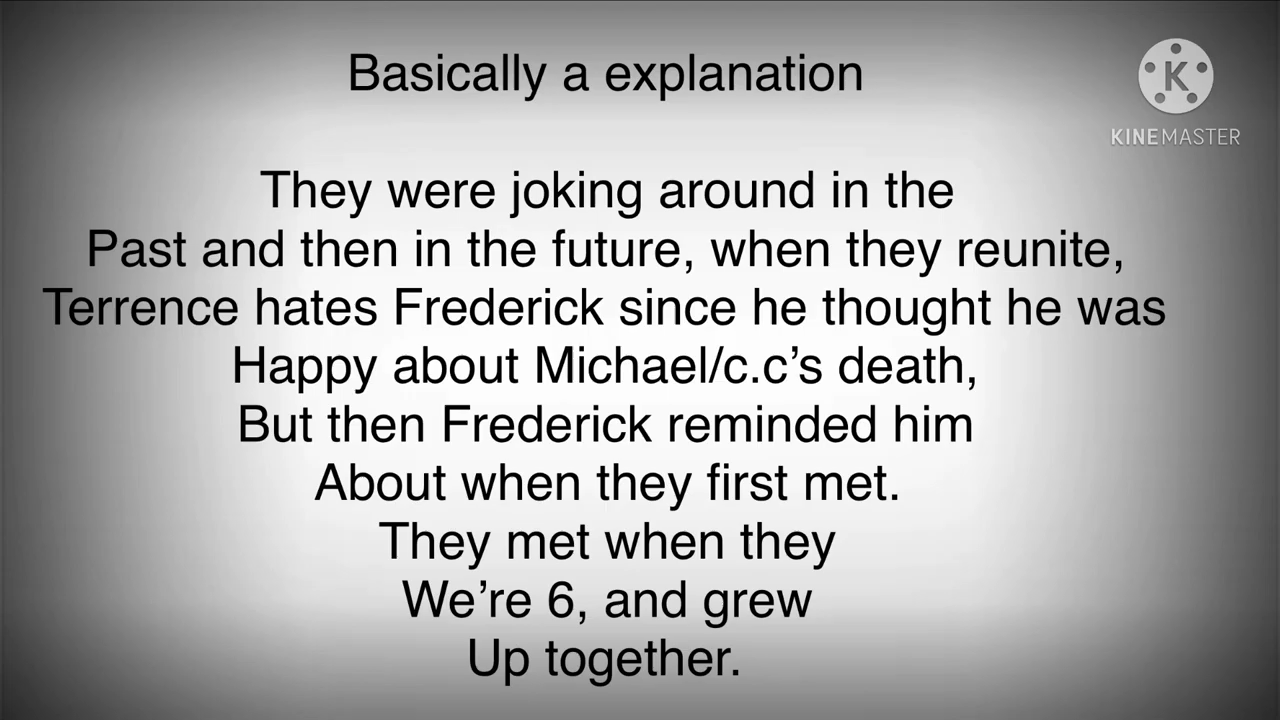 Basically a explanation
K
KINEMASTER
They were joking around in the
Past and then in the future, when they reunite,
Terrence hates Frederick since he thought he was
Happy about Michael/c.c’s death,
But then Frederick reminded him
About when they first met.
They met when they
We’re 6, and grew
Up together.